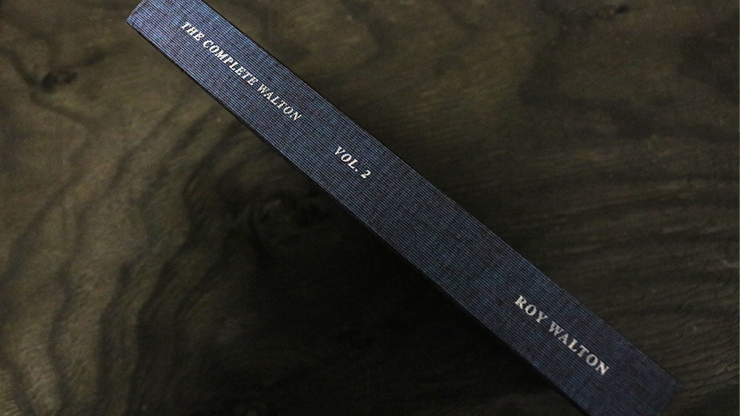 THE COMPLETE WALTON
VOL. 2
ROY WALTON